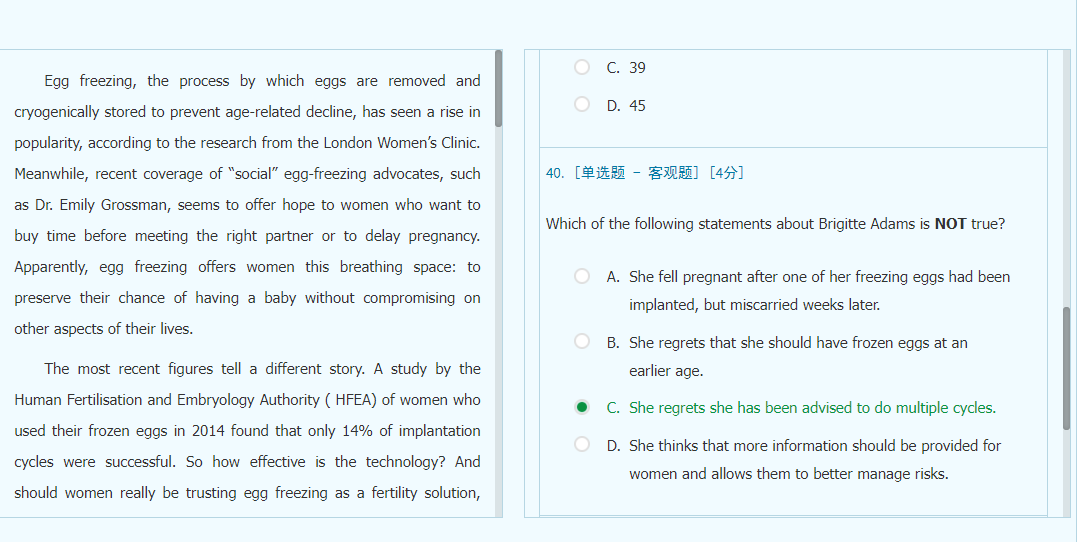 Egg freezing, the process by which eggs are removed and
cryogenically stored to prevent age-related decline, has seen a rise in
popularity, according to the research from the London Women’s Clinic.
Meanwhile, recent coverage of “social” egg-freezing advocates, such
as Dr. Emily Grossman, seems to offer hope to women who want to
buy time before meeting the right partner or to delay pregnancy.
Apparently, egg freezing offers women this breathing space: to
preserve their chance of having a baby without compromising on
other aspects of their lives.
The most recent figures tell a different story. A study by the
Human Fertilisation and Embryology Authority ( HFEA) of women who
used their frozen eggs in 2014 found that only 14% of implantation
cycles were successful. So how effective is the technology? And
should women really be trusting egg freezing as a fertility solution,
C. 39
D. 45
40. [单选题 - 客观题] [4分]
Which of the following statements about Brigitte Adams is NOT true?
A. She fell pregnant after one of her freezing eggs had been
implanted, but miscarried weeks later.
B. She regrets that she should have frozen eggs at an
earlier age.
C. She regrets she has been advised to do multiple cycles.
D. She thinks that more information should be provided for
women and allows them to better manage risks.